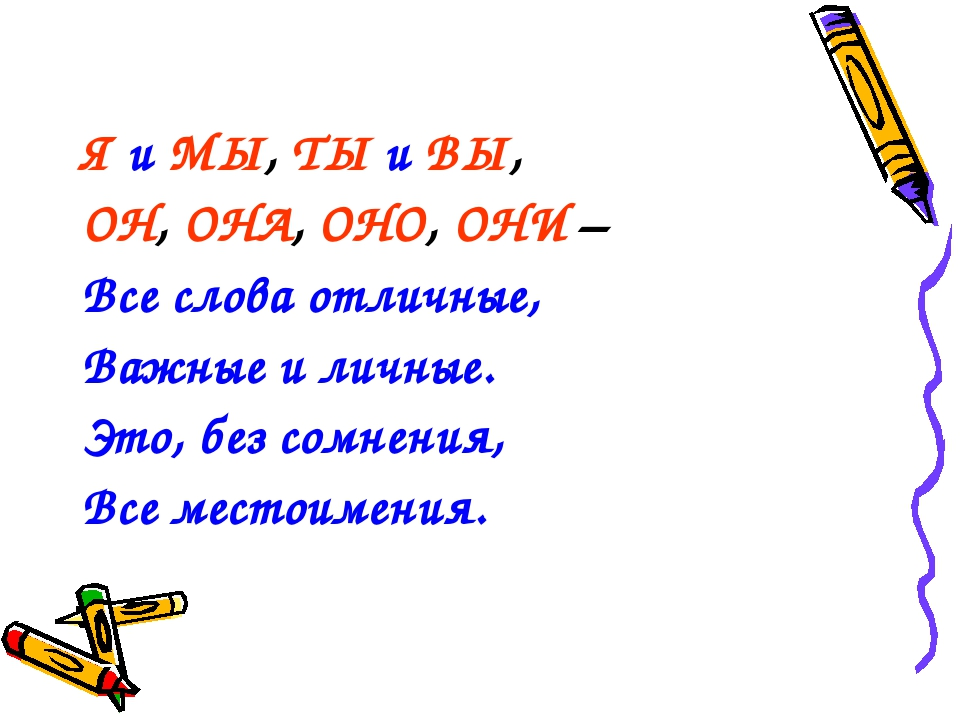 Я и МЫ, ТЫ и ВЫ,
ОН, ОНА, ОНО, ОНИ –
Все слова отличные,
Важные и личные.
Это, без сомнения,
Все местоимения.